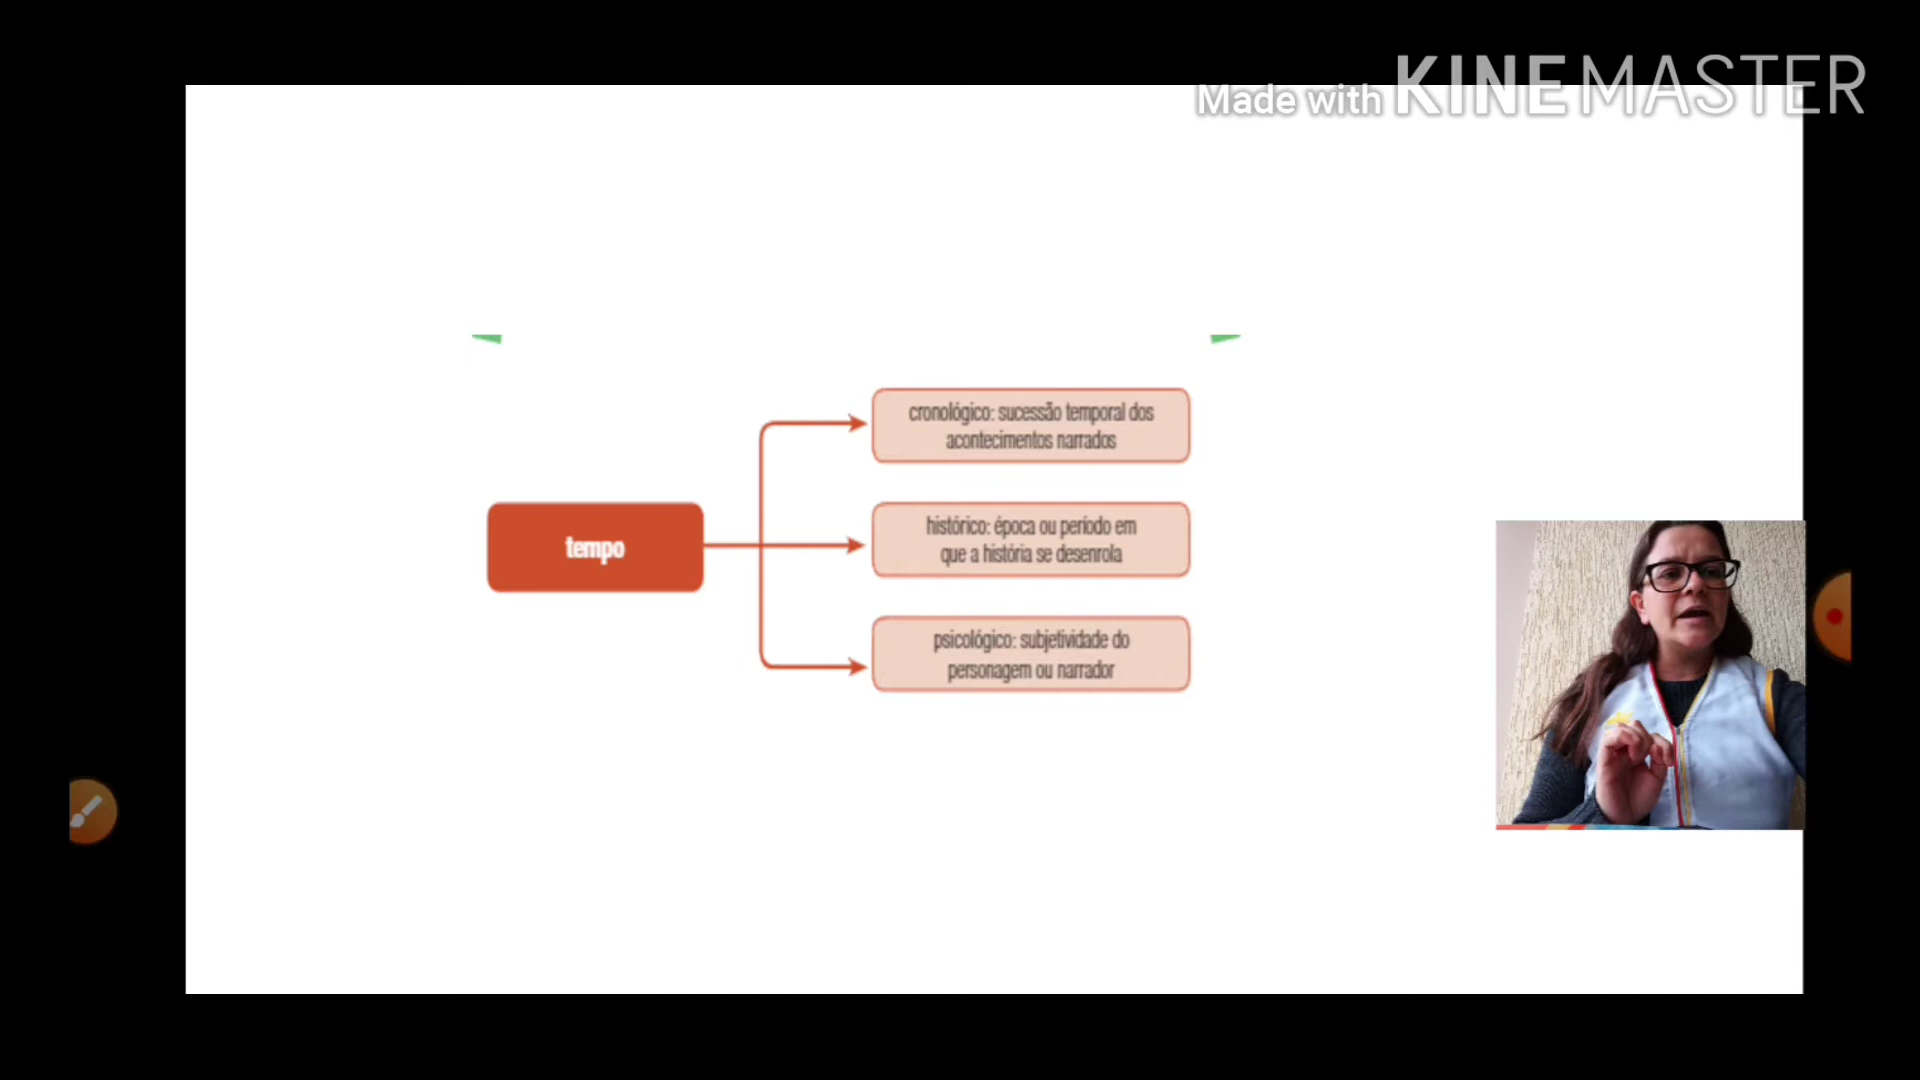 Made with KINEMASTER
cronológico: sucessão temporal dos
acontecimentos narrados
tempo
histórico: época ou período em
que a história se desenrola
psicológico: subjetividade do
personagem ou narrador